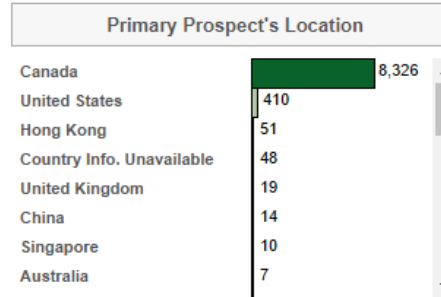 Primary Prospect's Location
Canada 8,326
United States 410
Hong Kong 51
Country Info. Unavailable 48
United Kingdom 19
China 14
Singapore 10
Australia 7